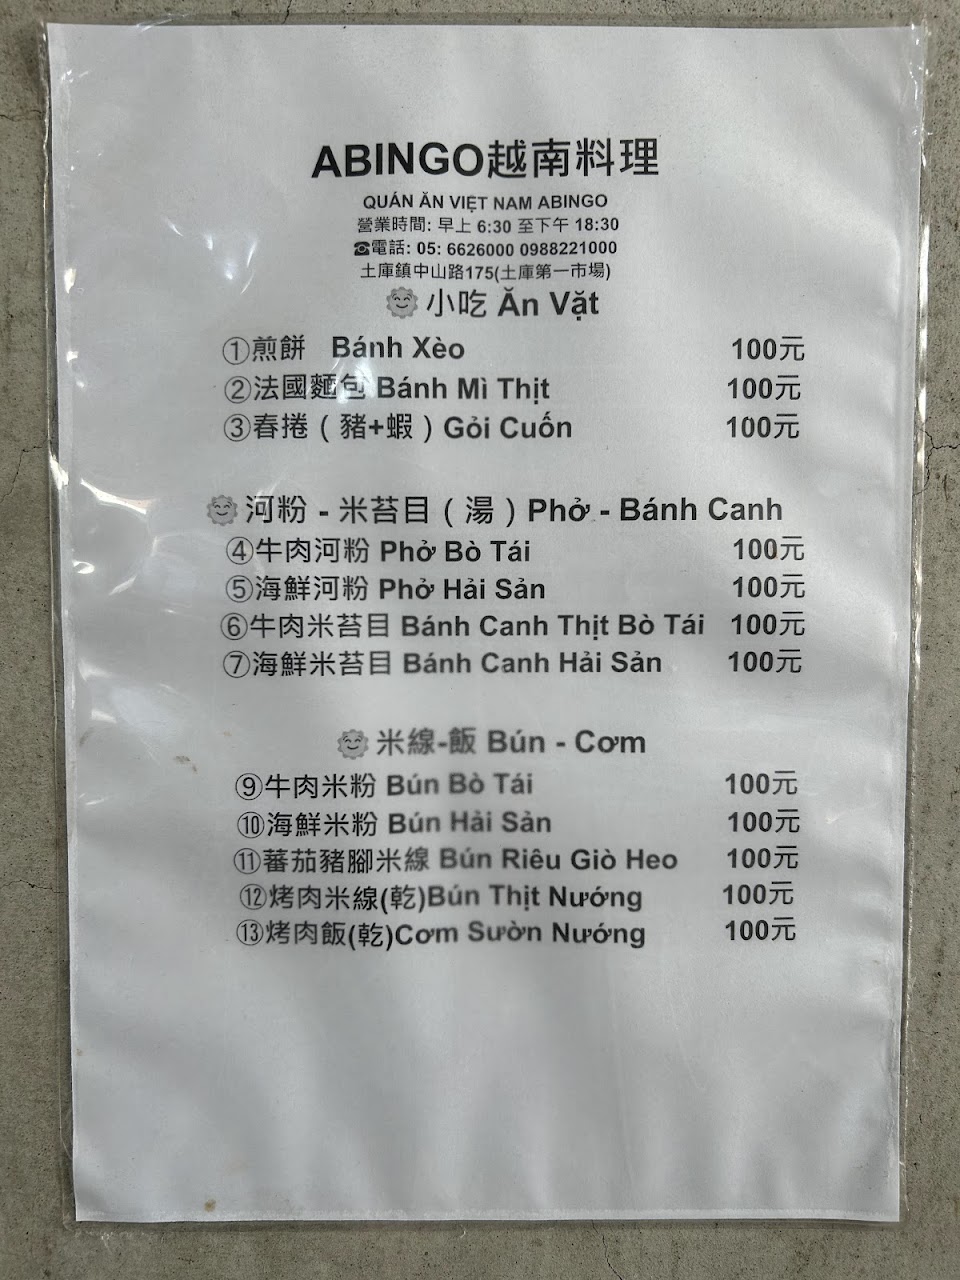 ABINGO越南料理
QUÁN ĂN VIỆT NAM ABINGO
營業時間: 早上 6:30 至下午 18:30
☎電話: 05: 6626000 0988221000
土庫鎮中山路175(土庫第一市場)
小吃 Ăn Vặt
①煎餅 Bánh Xèo 100元
②法國麵包 Bánh Mì Thịt 100元
③春捲（豬+蝦）Gỏi Cuốn 100元
河粉 - 米苔目（湯）Phở - Bánh Canh
④牛肉河粉 Phở Bò Tái 100元
⑤海鮮河粉 Phở Hải Sản 100元
⑥牛肉米苔目 Bánh Canh Thịt Bò Tái 100元
⑦海鮮米苔目 Bánh Canh Hải Sản 100元
米線-飯 Bún - Cơm
⑨牛肉米粉 Bún Bò Tái 100元
⑩海鮮米粉 Bún Hải Sản 100元
⑪蕃茄豬腳米線 Bún Riêu Giò Heo 100元
⑫烤肉米線(乾)Bún Thịt Nướng 100元
⑬烤肉飯(乾)Cơm Sườn Nướng 100元